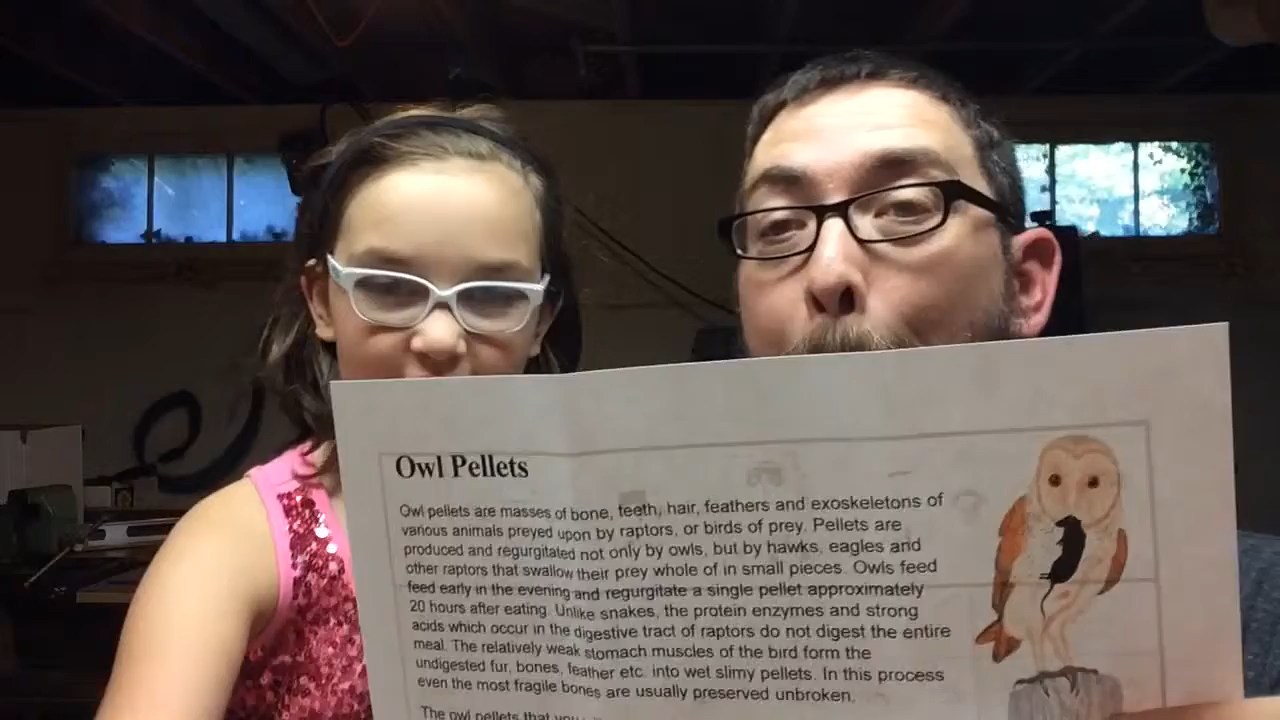 Owl Pellets
Owl pellets are masses of bone, teeth, hair, feathers and exoskeletons of
various animals preyed upon by raptors, or birds of prey. Pellets are
produced and regurgitated not only by owls, but by hawks, eagles and
other raptors that swallow their prey whole of in small pieces. Owls feed
feed early in the evening and regurgitate a single pellet approximately
20 hours after eating. Unlike snakes, the protein enzymes and strong
acids which occur in the digestive tract of raptors do not digest the entire
meal. The relatively weak stomach muscles of the bird form the
undigested fur, bones, feather etc. into wet slimy pellets. In this process
even the most fragile bones are usually preserved unbroken.
The owl pellets that you